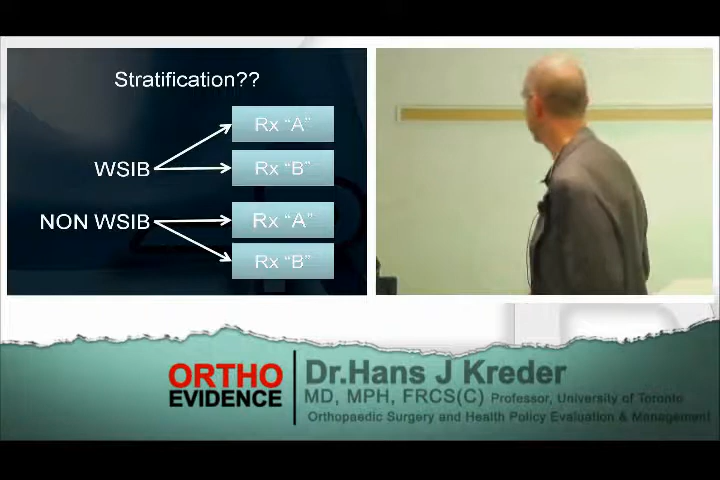 Stratification??
Rx “A”
WSIB
Rx “B”
NON WSIB
Rx “A”
Rx “B”
ORTHO
EVIDENCE
Dr.Hans J Kreder
MD, MPH, FRCS(C) Professor, University of Toronto
Orthopaedic Surgery and Health Policy Evaluation & Management